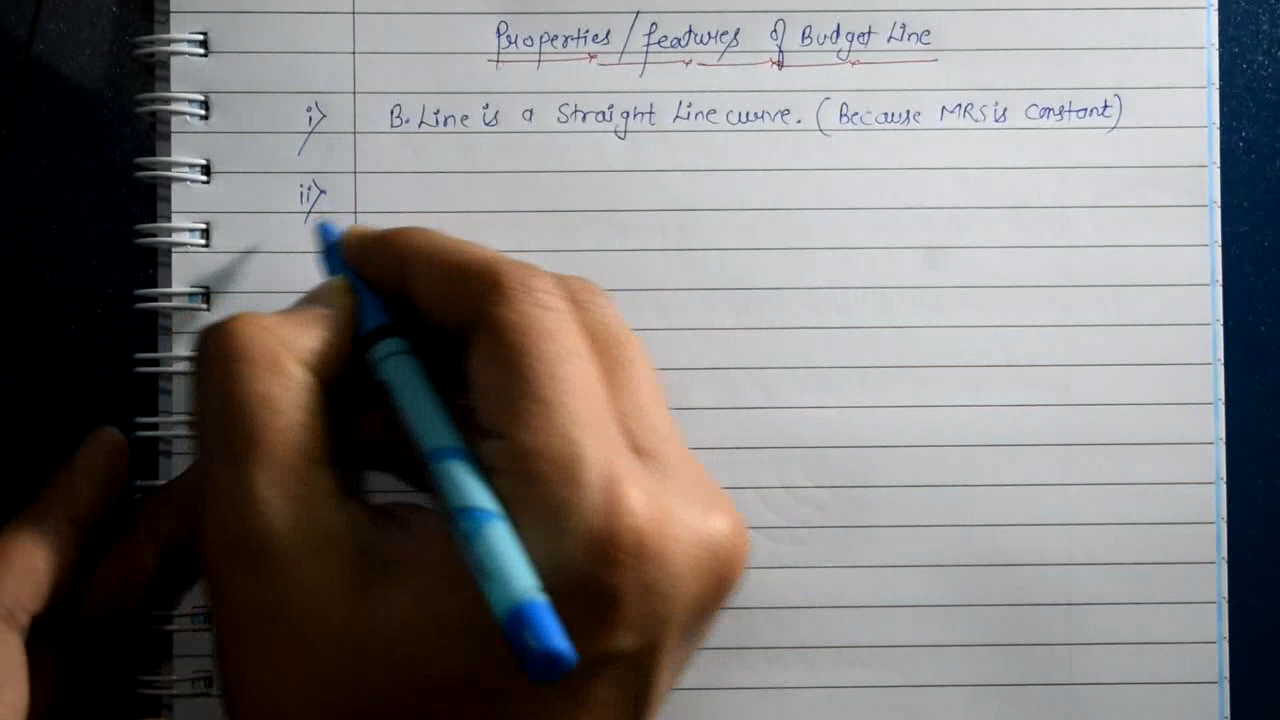 Properties / features of Budget Line
i> B. Line is a Straight Line curve. (Because MRS is Constant)
ii>